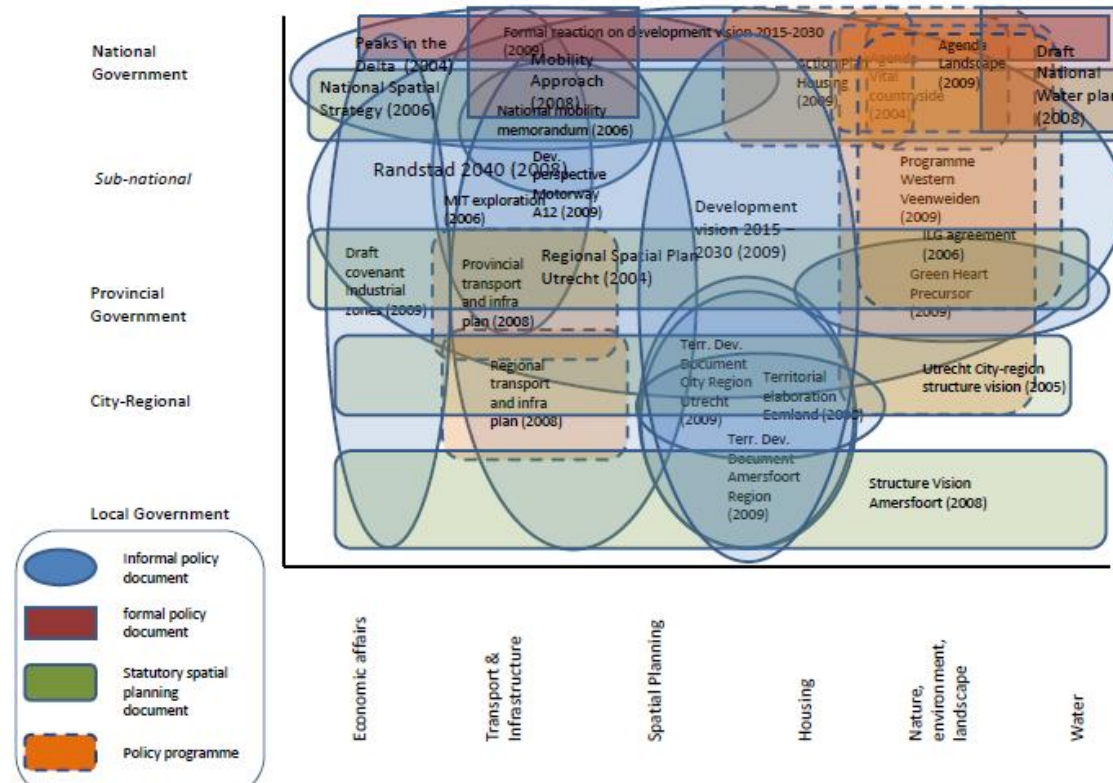 National
Government
Sub-national
Provincial
Government
City-Regional
Local Government
Peaks in the
Delta (2004)
Formal reaction on development vision 2015-2030
(2009)
Mobility
Approach
(2008)
National Spatial
Strategy (2006)
National mobility
memorandum (2006)
Action Plan
Housing
(2009)
Agenda
Vital
countryside
(2004)
Agenda
Landscape
(2009)
Draft
National
Water plan
(2008)
Randstad 2040 (2008)
MIT exploration
(2006)
Dev.
perspective
Motorway
A12 (2009)
Development
vision 2015 –
2030 (2009)
Programme
Western
Veenweiden
(2009)
ILG agreement
(2006)
Green Heart
Precursor
(2009)
Draft
covenant
Industrial
zones (2009)
Provincial
transport
and infra
plan (2008)
Regional Spatial Plan
Utrecht (2004)
Regional
transport
and infra
plan (2008)
Terr. Dev.
Document
City Region
Utrecht
(2009)
Territorial
elaboration
Eemland
Utrecht City-region
structure vision (2005)
Terr. Dev.
Document
Amersfoort
Region
(2009)
Structure Vision
Amersfoort (2008)
Informal policy
document
formal policy
document
Statutory spatial
planning
document
Policy programme
Economic affairs
Transport &
Infrastructure
Spatial Planning
Housing
Nature,
environment,
landscape
Water